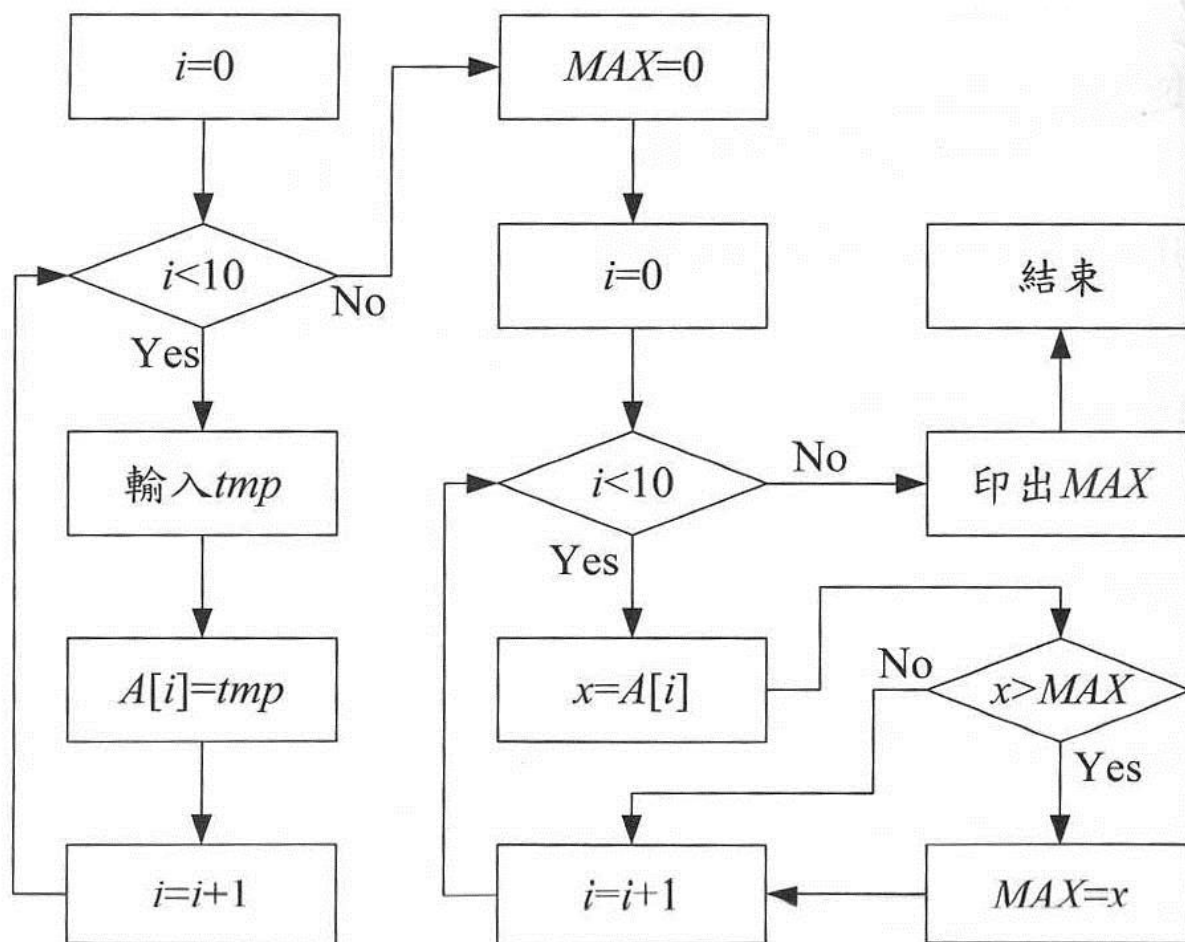 i=0
i<10
Yes
No
輸入tmp
A[i]=tmp
i=i+1
MAX=0
i=0
i<10
Yes
No
x=A[i]
x>MAX
No
Yes
MAX=x
i=i+1
印出MAX
結束